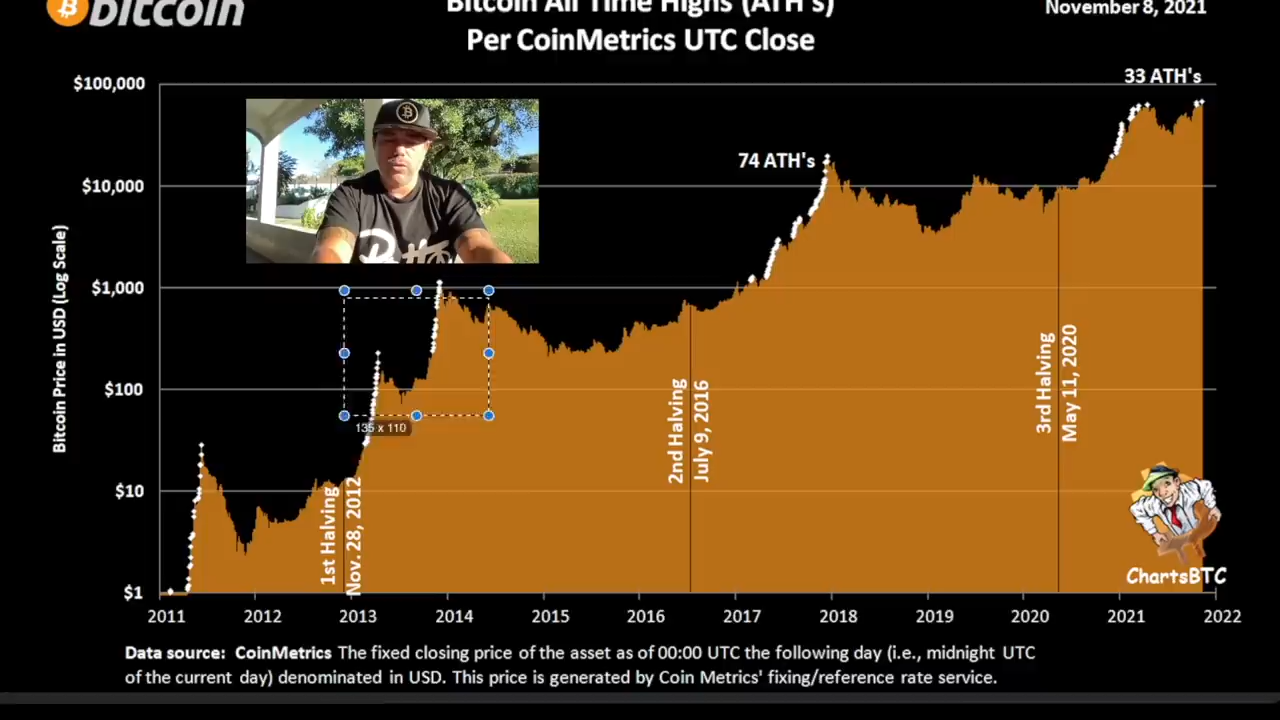 bitcoin
Bitcoin All Time Highs (ATH's)
Per CoinMetrics UTC Close
November 8, 2021
33 ATH's
74 ATH's
Bitcoin Price in USD (Log Scale)
$100,000
$10,000
$1,000
$100
$10
$1
135 x 110
1st Halving
Nov. 28, 2012
2nd Halving
July 9, 2016
3rd Halving
May 11, 2020
ChartsBTC
2011 2012 2013 2014 2015 2016 2017 2018 2019 2020 2021 2022
Data source: CoinMetrics The fixed closing price of the asset as of 00:00 UTC the following day (i.e., midnight UTC
of the current day) denominated in USD. This price is generated by Coin Metrics' fixing/reference rate service.